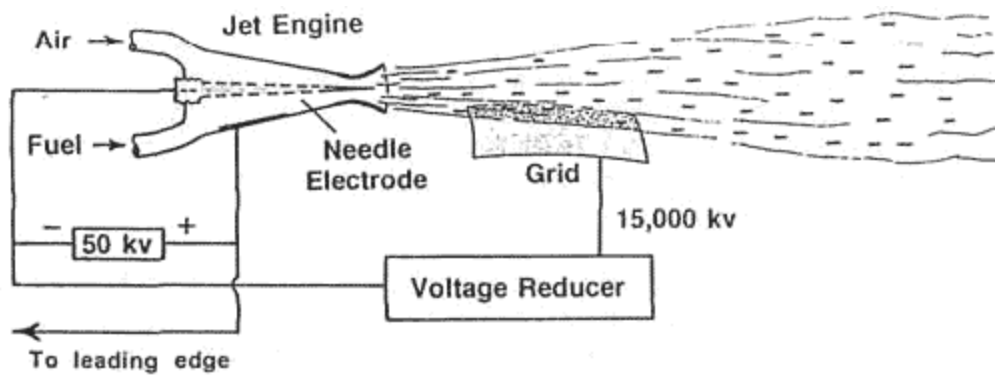 Jet Engine
Air
Fuel
Needle
Electrode
Grid
15,000 kv
− 50 kv +
Voltage Reducer
To leading edge